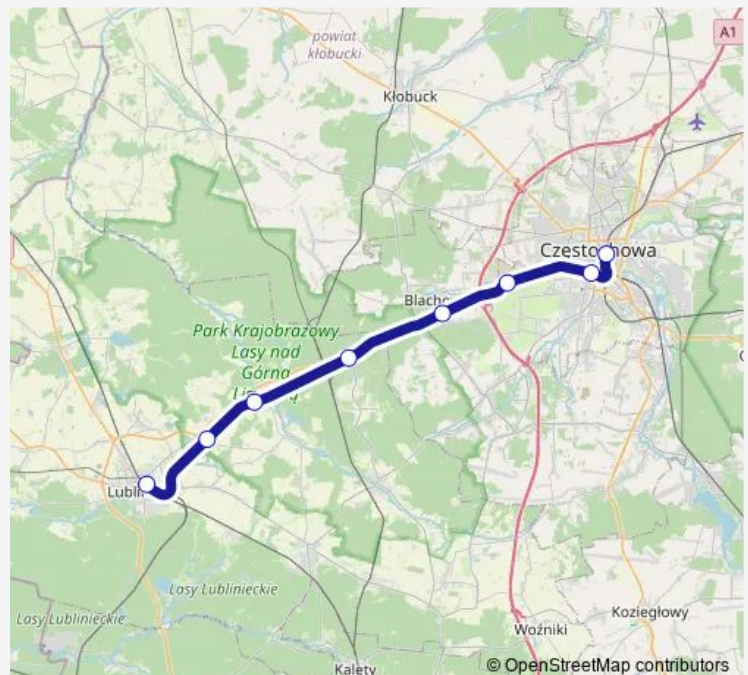 powiat
kłobucki
A1
Kłobuck
Częstochowa
Park Krajobrazowy
Lasy nad
Górną
Lasy Lublinieckie
Lasy Lublinieckie
Koziegłowy
Woźniki
Kalety
© OpenStreetMap contributors